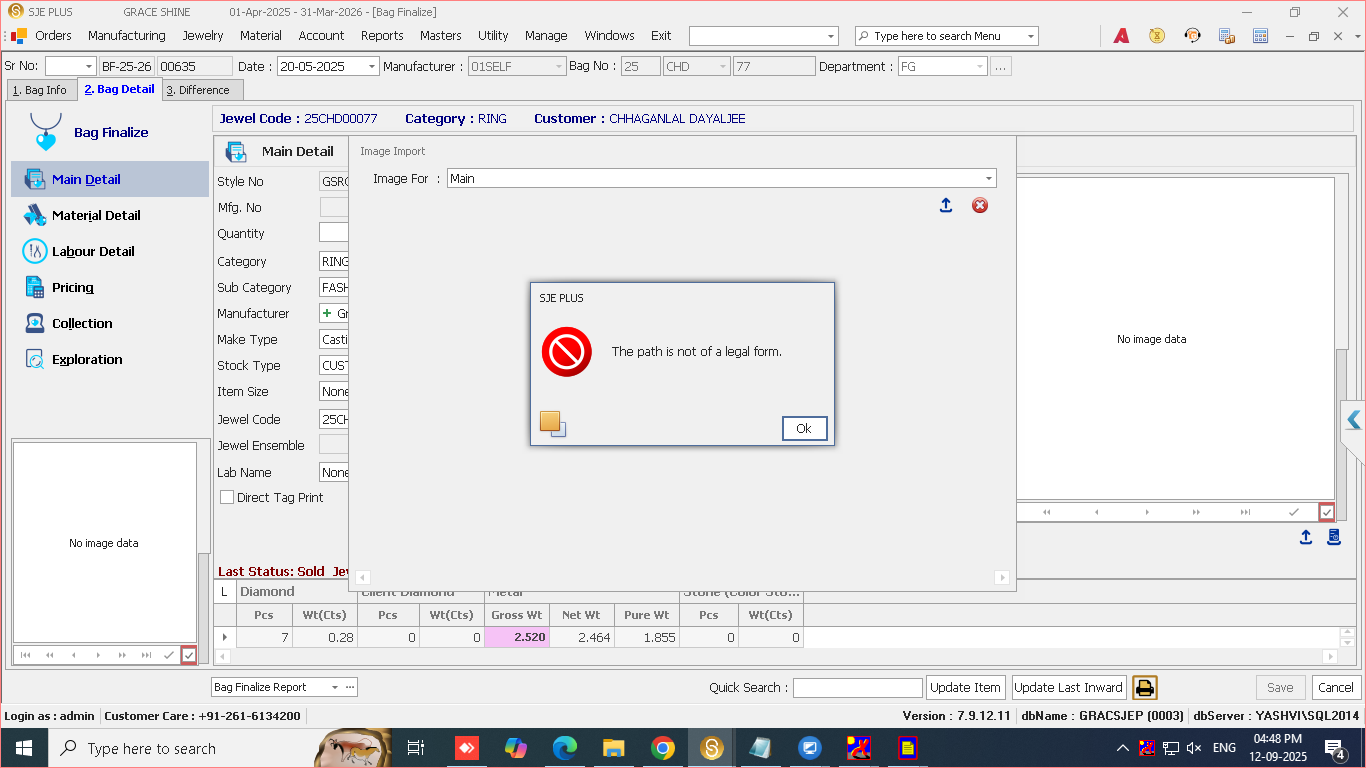 SJE PLUS GRACE SHINE 01-Apr-2025 - 31-Mar-2026 - [Bag Finalize]
Orders Manufacturing Jewelry Material Account Reports Masters Utility Manage Windows Exit Type here to search Menu
Sr No: BF-25-26 00635 Date : 20-05-2025 Manufacturer : 01SELF Bag No : 25 CHD 77 Department : FG ...
1. Bag Info 2. Bag Detail 3. Difference
Bag Finalize
Main Detail
Material Detail
Labour Detail
Pricing
Collection
Exploration
No image data
Jewel Code : 25CHD00077 Category : RING Customer : CHHAGANLAL DAYALJEE
Main Detail
Style No GSR
Mfg. No
Quantity
Category RING
Sub Category FASH
Manufacturer Gr
Make Type Casti
Stock Type CUST
Item Size None
Jewel Code 25CH
Jewel Ensemble
Lab Name None
Direct Tag Print
Last Status: Sold Jew
Image Import
Image For : Main
SJE PLUS
The path is not of a legal form.
Ok
No image data
L Diamond Client Diamond Metal Stone (Color Sto...
Pcs Wt(Cts) Pcs Wt(Cts) Gross Wt Net Wt Pure Wt Pcs Wt(Cts)
7 0.28 0 0 2.520 2.464 1.855 0 0
Bag Finalize Report ... Quick Search : Update Item Update Last Inward Save Cancel
Login as : admin Customer Care : +91-261-6134200 Version : 7.9.12.11 dbName : GRACSJEP (0003) dbServer : YASHVI\SQL2014
Type here to search ENG 04:48 PM
12-09-2025 4